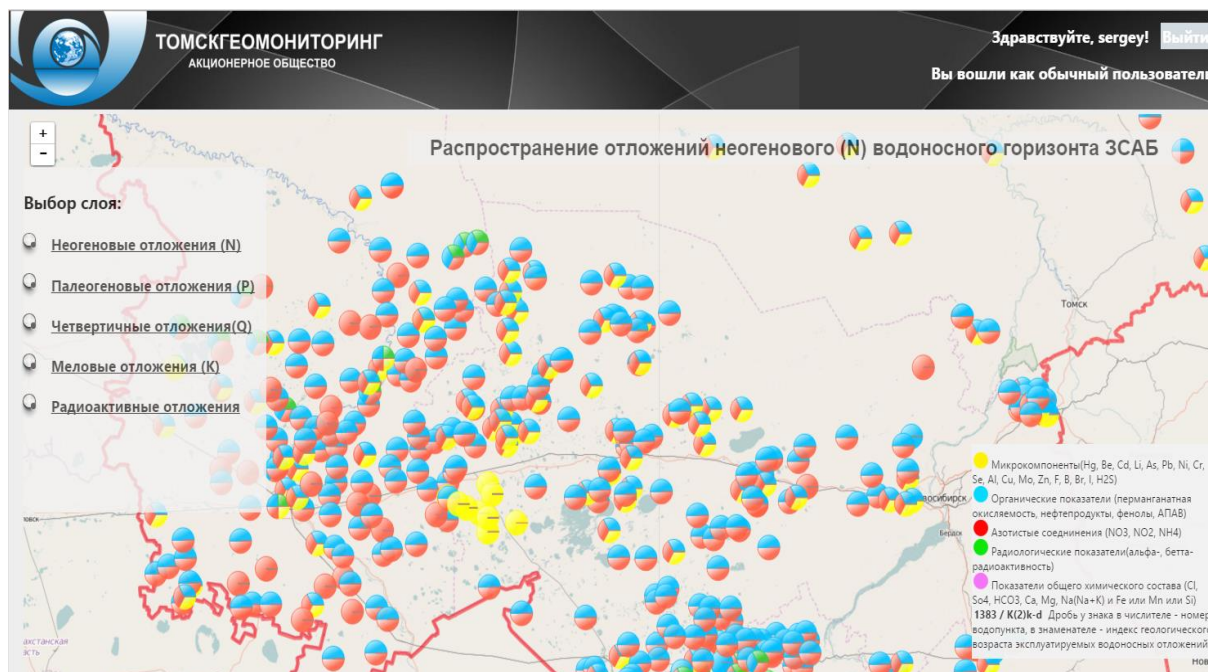 ТОМСКГЕОМОНИТОРИНГ
АКЦИОНЕРНОЕ ОБЩЕСТВО
Здравствуйте, sergey! Выйти
Вы вошли как обычный пользователь
+
−
Распространение отложений неогенового (N) водоносного горизонта ЗСАБ
Выбор слоя:
Неогеновые отложения (N)
Палеогеновые отложения (P)
Четвертичные отложения(Q)
Меловые отложения (K)
Радиоактивные отложения
Томск
Бердск
Микрокомпоненты(Hg, Be, Cd, Li, As, Pb, Ni, Cr,
Se, Al, Cu, Mo, Zn, F, B, Br, I, H2S)
Органические показатели (перманганатная
окисляемость, нефтепродукты, фенолы, АПАВ)
Азотистые соеднинения (NO3, NO2, NH4)
Радиологические показатели(альфа-, бетта-
радиоактивность)
Показатели общего химического состава (Cl,
So4, HCO3, Ca, Mg, Na(Na+K) и Fe или Mn или Si)
1383 / K(2)k-d Дробь у знака в числителе - номер
водопункта, в знаменателе - индекс геологического
возраста эксплуатируемых водоносных отложений